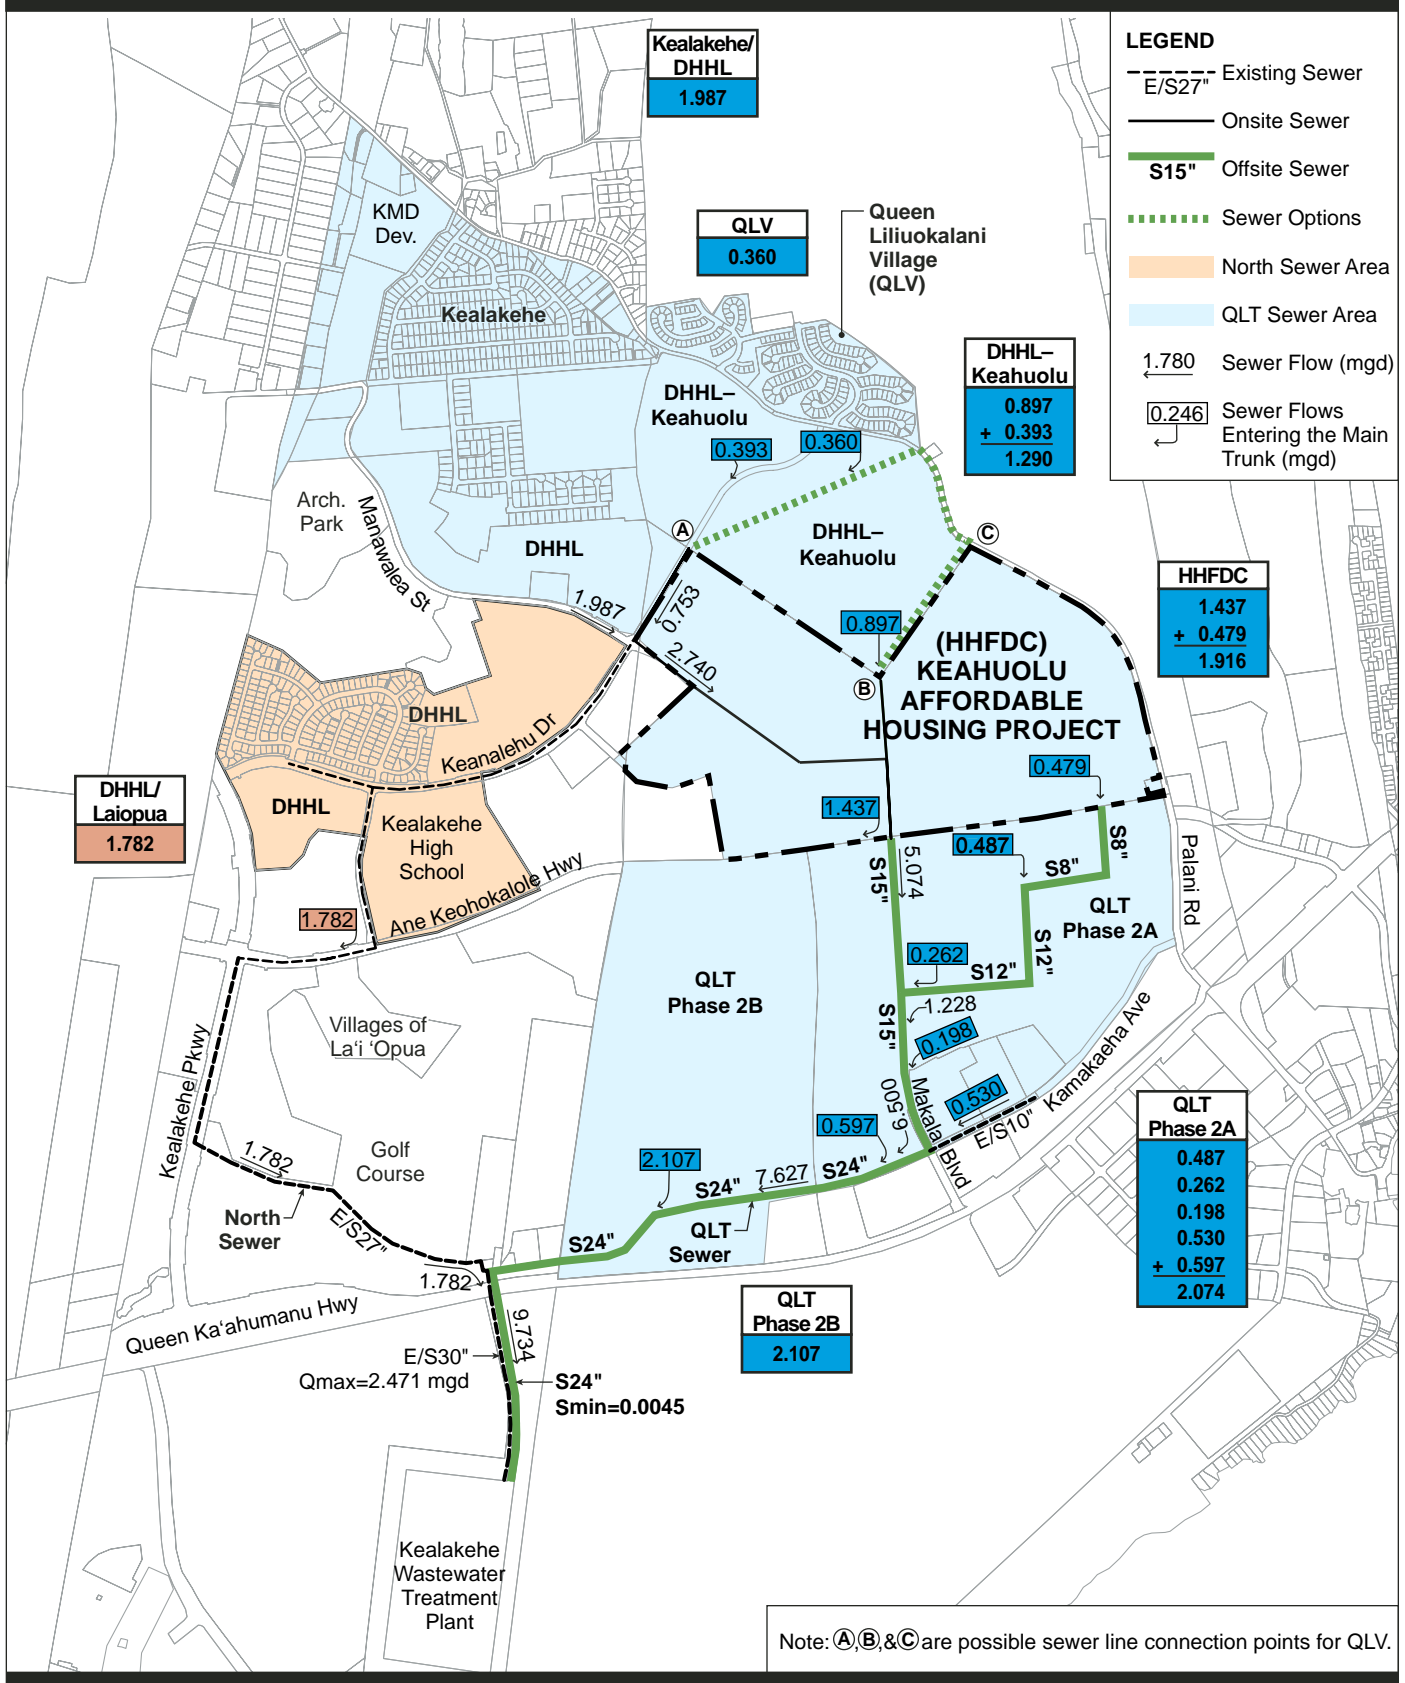 Kealakehe/
DHHL
1.987
LEGEND
Existing Sewer
E/S27"
Onsite Sewer
S15"
Offsite Sewer
Sewer Options
North Sewer Area
QLT Sewer Area
1.780
Sewer Flow (mgd)
0.246
Sewer Flows
Entering the Main
Trunk (mgd)
KMD
Dev.
QLV
0.360
Queen
Liliuokalani
Village
(QLV)
Kealakehe
DHHL–
Keahuolu
0.897
+ 0.393
1.290
DHHL–
Keahuolu
0.393
0.360
Arch.
Park
Manawalea St
DHHL
A
DHHL–
Keahuolu
C
1.987
0.753
2.740
0.897
B
(HHFDC)
KEAHUOLU
AFFORDABLE
HOUSING PROJECT
HHFDC
1.437
+ 0.479
1.916
DHHL
Keanalehu Dr
0.479
DHHL/
Laiopua
1.782
DHHL
Kealakehe
High
School
1.437
0.487
S8"
S8"
Palani Rd
S15"
5.074
Ane Keohokalole Hwy
1.782
QLT
Phase 2A
0.262
S12"
S12"
QLT
Phase 2B
1.228
S15"
0.198
Villages of
La‘i ‘Opua
Kealakehe Pkwy
6.500
Makala
Blvd
0.530
E/S10"
Kamakaeha Ave
0.597
QLT
Phase 2A
0.487
0.262
0.198
0.530
+ 0.597
2.074
1.782
Golf
Course
2.107
7.627
S24"
S24"
S24"
North
Sewer
E/S27"
QLT
Sewer
1.782
Queen Ka‘ahumanu Hwy
9.734
QLT
Phase 2B
2.107
E/S30"
Qmax=2.471 mgd
S24"
Smin=0.0045
Kealakehe
Wastewater
Treatment
Plant
Note: A,B,&C are possible sewer line connection points for QLV.